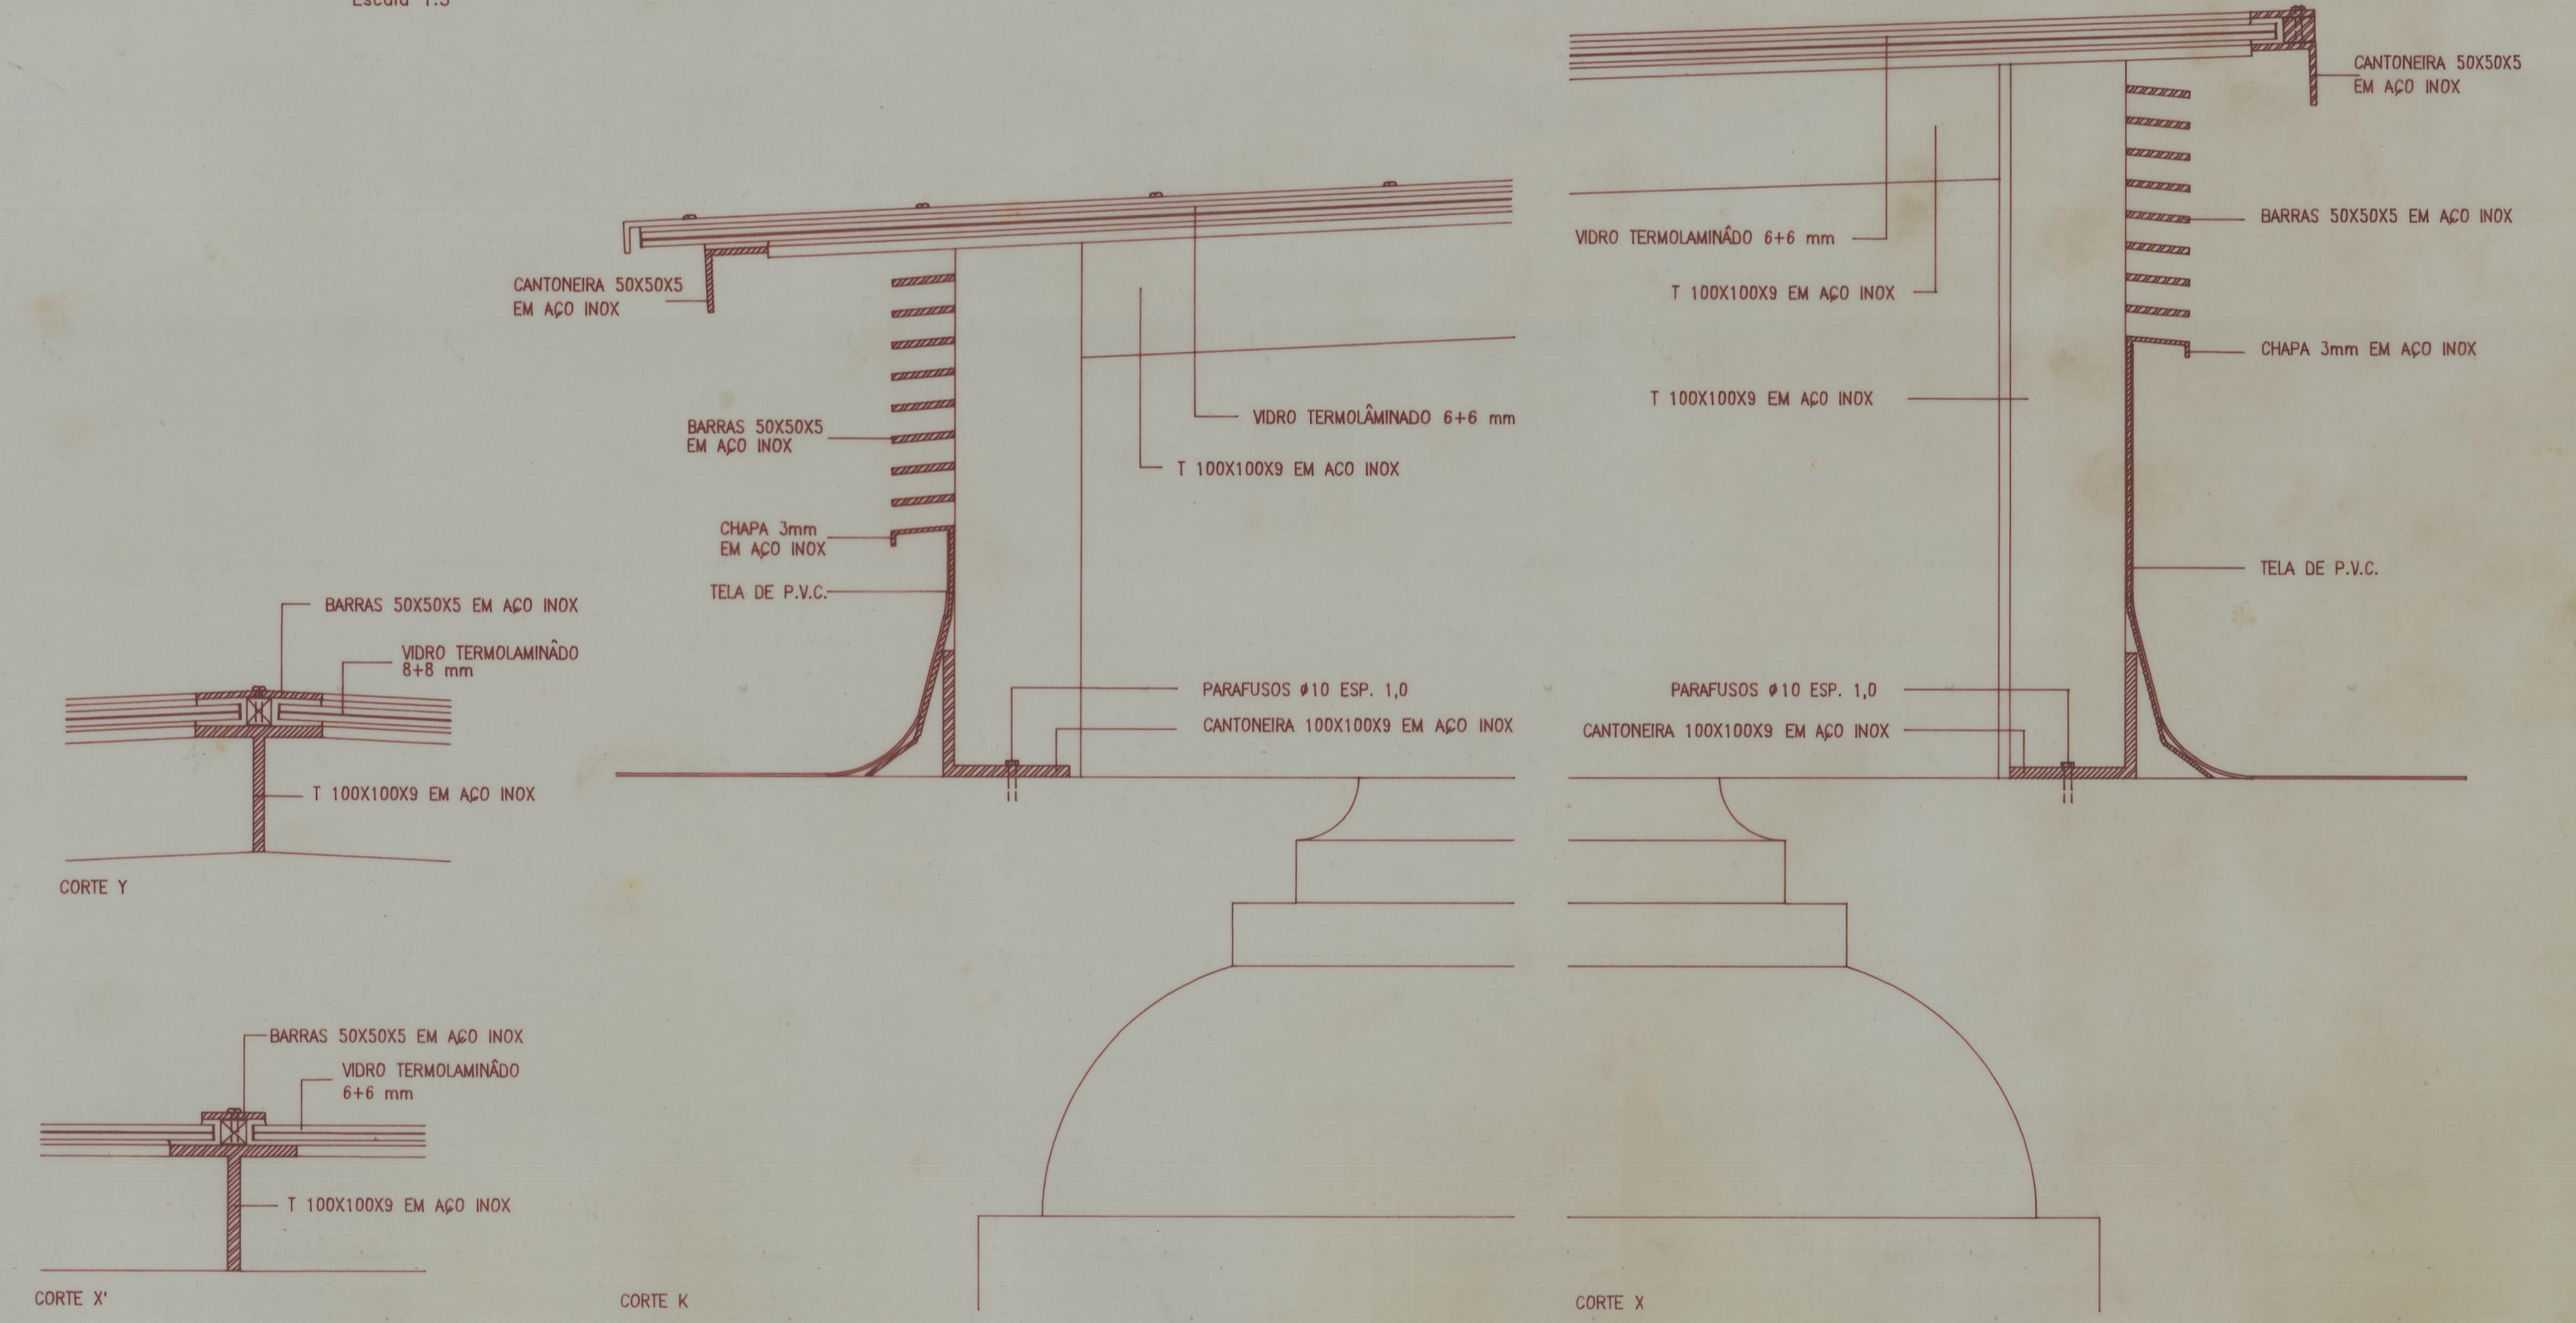 Escala 1:5
CANTONEIRA 50X50X5
EM AÇO INOX
BARRAS 50X50X5 EM AÇO INOX
VIDRO TERMOLAMINÂDO 6+6 mm
T 100X100X9 EM AÇO INOX
CHAPA 3mm EM AÇO INOX
T 100X100X9 EM AÇO INOX
TELA DE P.V.C.
PARAFUSOS ø10 ESP. 1,0
CANTONEIRA 100X100X9 EM AÇO INOX
CORTE X
CANTONEIRA 50X50X5
EM AÇO INOX
BARRAS 50X50X5
EM AÇO INOX
VIDRO TERMOLÂMINADO 6+6 mm
T 100X100X9 EM ACO INOX
CHAPA 3mm
EM AÇO INOX
TELA DE P.V.C.
PARAFUSOS ø10 ESP. 1,0
CANTONEIRA 100X100X9 EM AÇO INOX
CORTE K
BARRAS 50X50X5 EM AÇO INOX
VIDRO TERMOLAMINÂDO
8+8 mm
T 100X100X9 EM AÇO INOX
CORTE Y
BARRAS 50X50X5 EM AÇO INOX
VIDRO TERMOLAMINÂDO
6+6 mm
T 100X100X9 EM AÇO INOX
CORTE X'